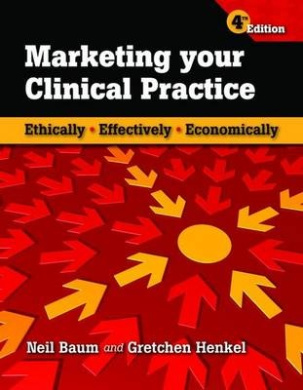 4TH Edition
Marketing your
Clinical Practice
Ethically • Effectively • Economically
Neil Baum and Gretchen Henkel